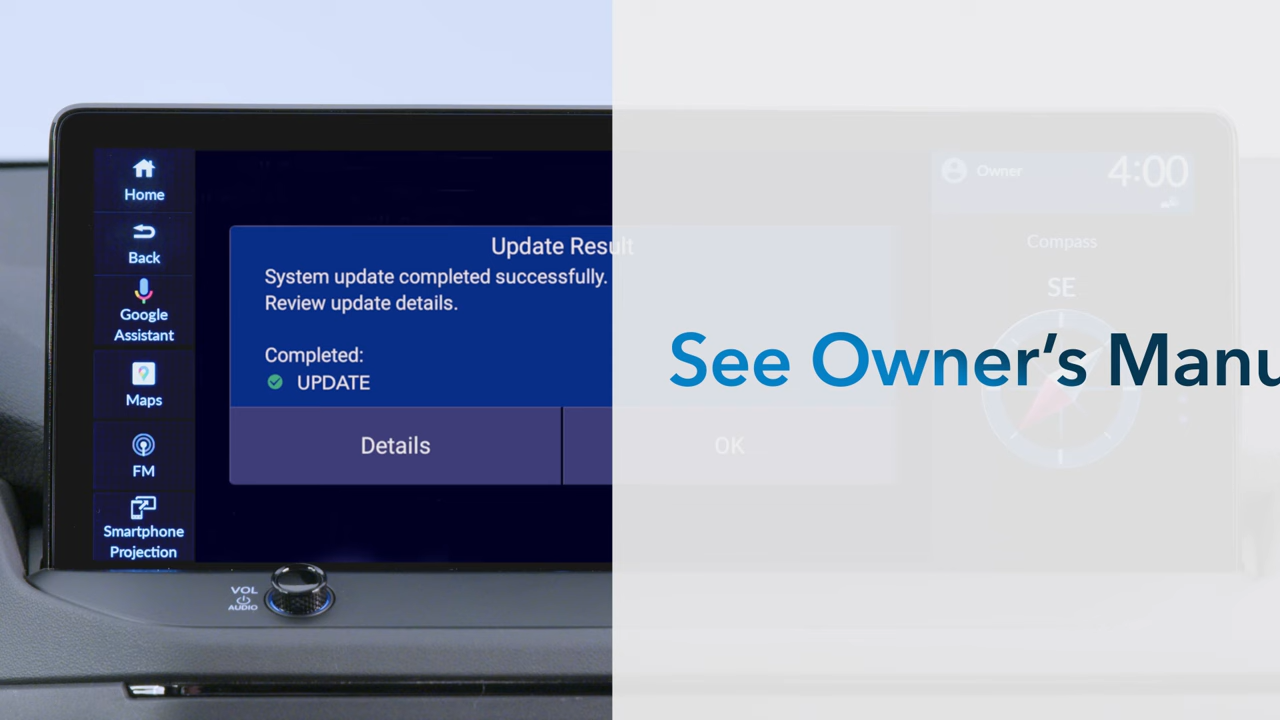 Home
Back
Google
Assistant
Maps
FM
Smartphone
Projection
VOL
AUDIO
Update Result
System update completed successfully.
Review update details.
Completed:
UPDATE
Details
OK
See Owner's Manu
Owner
4:00
Compass
SE